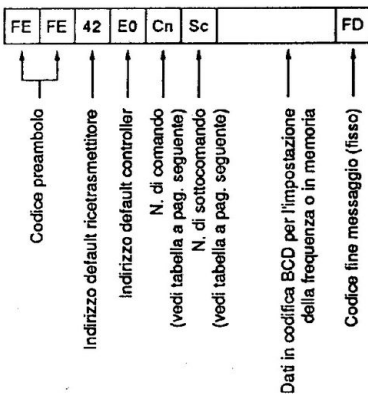 FE FE 42 E0 Cn Sc FD
Codice preambolo
Indirizzo default ricetrasmettitore
Indirizzo default controller
N. di comando
(vedi tabella a pag. seguente)
N. di sottocomando
(vedi tabella a pag. seguente)
Dati in codifica BCD per l'impostazione
della frequenza o in memoria
Codice fine messaggio (fisso)